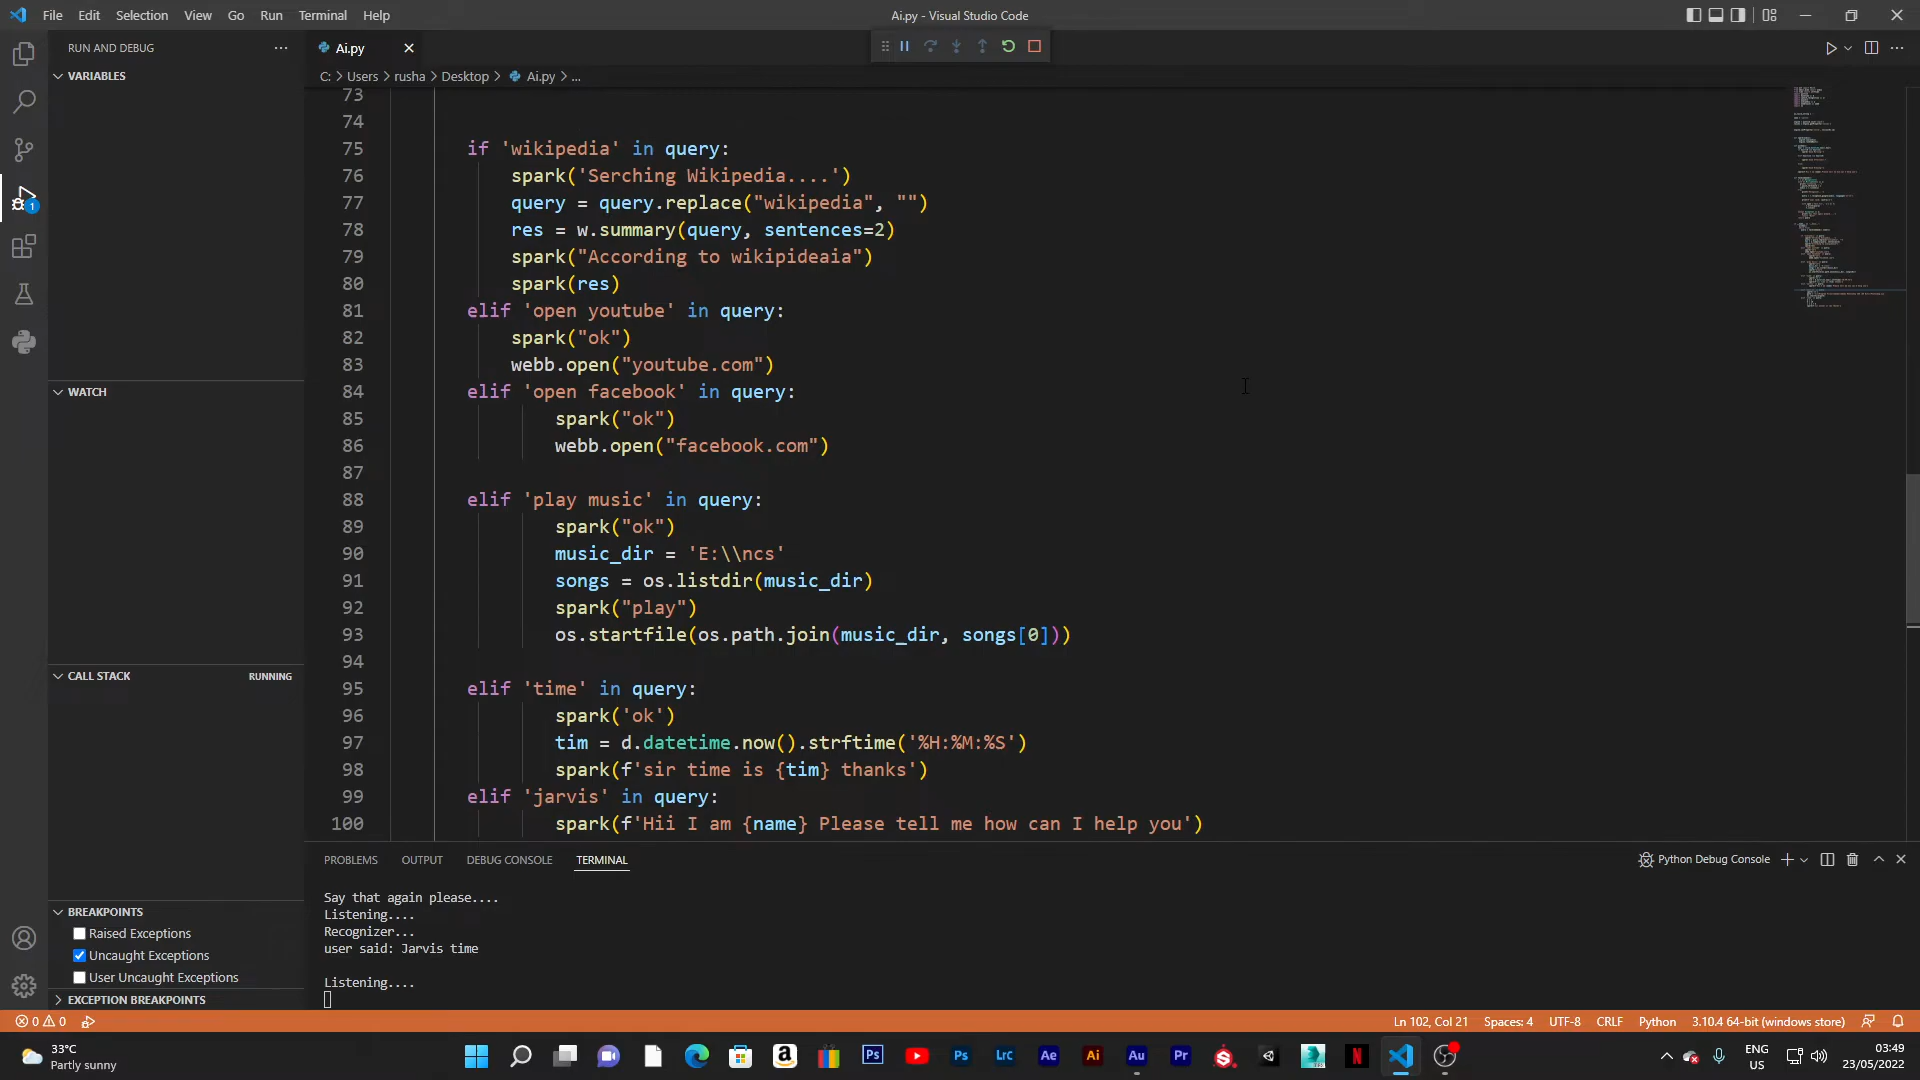 File Edit Selection View Go Run Terminal Help
Ai.py - Visual Studio Code
RUN AND DEBUG
Ai.py
VARIABLES
C: > Users > rusha > Desktop > Ai.py > ...
73
74
75 if 'wikipedia' in query:
76 spark('Serching Wikipedia....')
77 query = query.replace("wikipedia", "")
78 res = w.summary(query, sentences=2)
79 spark("According to wikipideaia")
80 spark(res)
81 elif 'open youtube' in query:
82 spark("ok")
83 webb.open("youtube.com")
84 elif 'open facebook' in query:
85 spark("ok")
86 webb.open("facebook.com")
87
88 elif 'play music' in query:
89 spark("ok")
90 music_dir = 'E:\\ncs'
91 songs = os.listdir(music_dir)
92 spark("play")
93 os.startfile(os.path.join(music_dir, songs[0]))
94
95 elif 'time' in query:
96 spark('ok')
97 tim = d.datetime.now().strftime('%H:%M:%S')
98 spark(f'sir time is {tim} thanks')
99 elif 'jarvis' in query:
100 spark(f'Hii I am {name} Please tell me how can I help you')
1
WATCH
CALL STACK
RUNNING
BREAKPOINTS
Raised Exceptions
Uncaught Exceptions
User Uncaught Exceptions
EXCEPTION BREAKPOINTS
PROBLEMS OUTPUT DEBUG CONSOLE TERMINAL
Python Debug Console
Say that again please....
Listening....
Recognizer...
user said: Jarvis time
Listening....
0 0
Ln 102, Col 21 Spaces: 4 UTF-8 CRLF Python 3.10.4 64-bit (windows store)
33°C
Partly sunny
Ps
Ps
Lrc
Ae
Ai
Au
Pr
N
ENG
US
03:49
23/05/2022